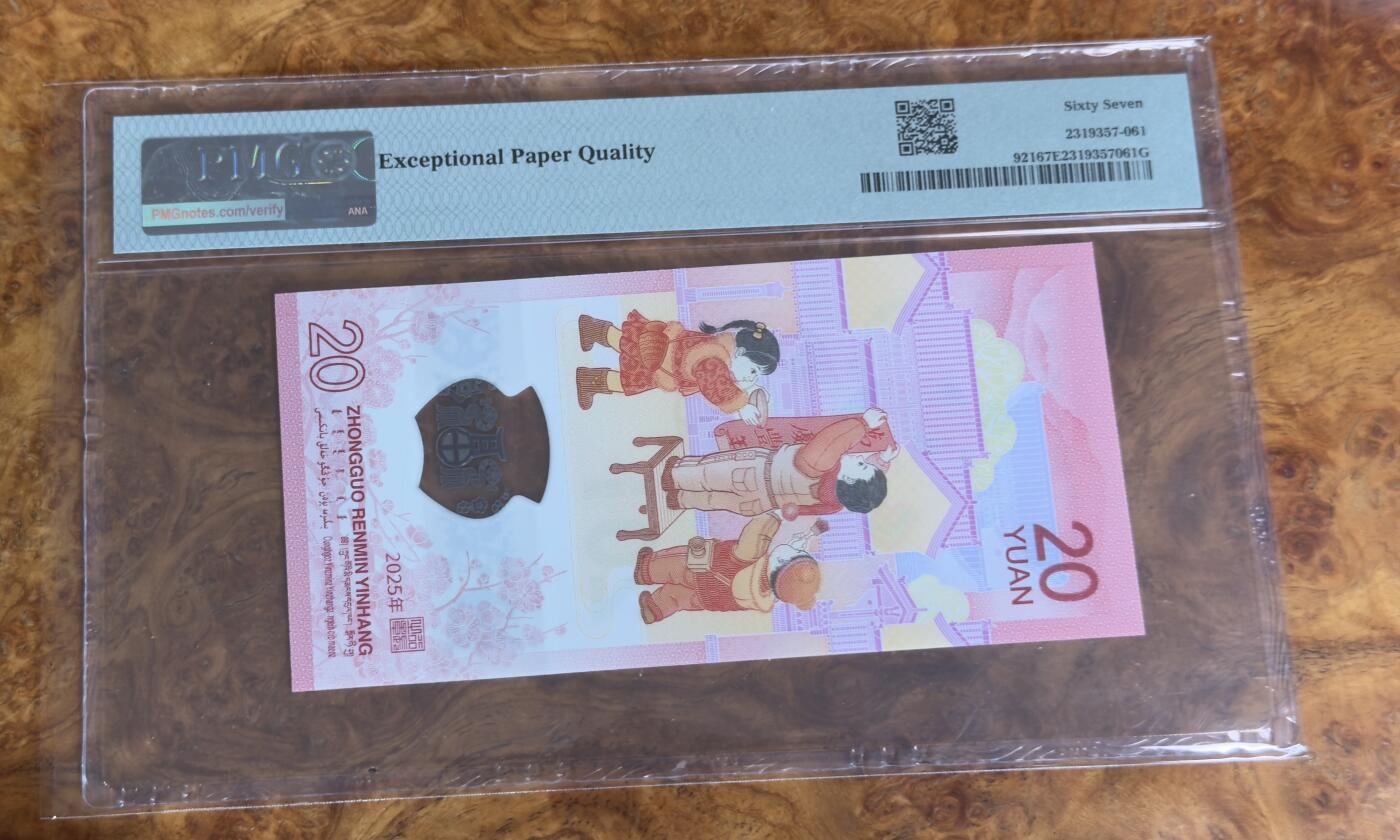 PMG
PMGnotes.com/verify
ANA
Exceptional Paper Quality
Sixty Seven
2319357-061
92167E2319357061G
20
ZHONGGUO RENMIN YINHANG
2025年
20
YUAN